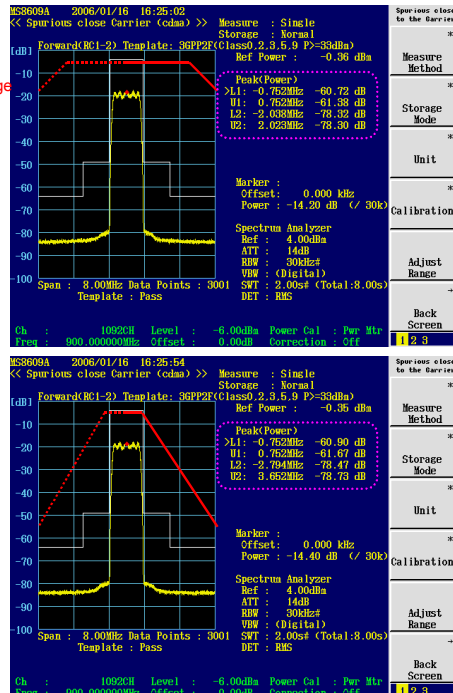 MS8609A 2006/01/16 16:25:02
<< Spurious close Carrier (cdma) >> Measure : Single
Storage : Normal
Forward(RC1-2) Template: 3GPP2F(Class0,2,3,5,9 P>=33dBm)
[dB]
Ref Power : -0.36 dBm
Peak(Power)
>L1: -0.752MHz -60.72 dB
U1: 0.752MHz -61.38 dB
L2: -2.038MHz -78.32 dB
U2: 2.023MHz -78.30 dB
-10
-20
-30
-40
-50
-60
-70
-80
-90
-100
Marker :
Offset: 0.000 kHz
Power : -14.20 dB (/ 30k)
Spectrum Analyzer
Ref : 4.00dBm
ATT : 14dB
RBW : 30kHz#
VBW : (Digital)
SWT : 2.00s# (Total:8.00s)
DET : RMS
Span : 8.00MHz Data Points : 3001
Template : Pass
Ch : 1092CH Level : -6.00dBm Power Cal : Pwr Mtr
Freq : 900.000000MHz Offset : 0.00dB Correction : Off
Spurious close
to the Carrier
*
Measure
Method
*
Storage
Mode
*
Unit
*
Calibration
Adjust
Range
→
Back
Screen
1 2 3
MS8609A 2006/01/16 16:25:54
<< Spurious close Carrier (cdma) >> Measure : Single
Storage : Normal
Forward(RC1-2) Template: 3GPP2F(Class0,2,3,5,9 P>=33dBm)
[dB]
Ref Power : -0.35 dBm
Peak(Power)
>L1: -0.752MHz -60.90 dB
U1: 0.752MHz -61.67 dB
L2: -2.794MHz -78.47 dB
U2: 3.652MHz -78.73 dB
-10
-20
-30
-40
-50
-60
-70
-80
-90
-100
Marker :
Offset: 0.000 kHz
Power : -14.40 dB (/ 30k)
Spectrum Analyzer
Ref : 4.00dBm
ATT : 14dB
RBW : 30kHz#
VBW : (Digital)
SWT : 2.00s# (Total:8.00s)
DET : RMS
Span : 8.00MHz Data Points : 3001
Template : Pass
Ch : 1092CH Level : -6.00dBm Power Cal : Pwr Mtr
Freq : 900.000000MHz Offset : 0.00dB Correction : Off
Spurious close
to the Carrier
*
Measure
Method
*
Storage
Mode
*
Unit
*
Calibration
Adjust
Range
→
Back
Screen
1 2 3